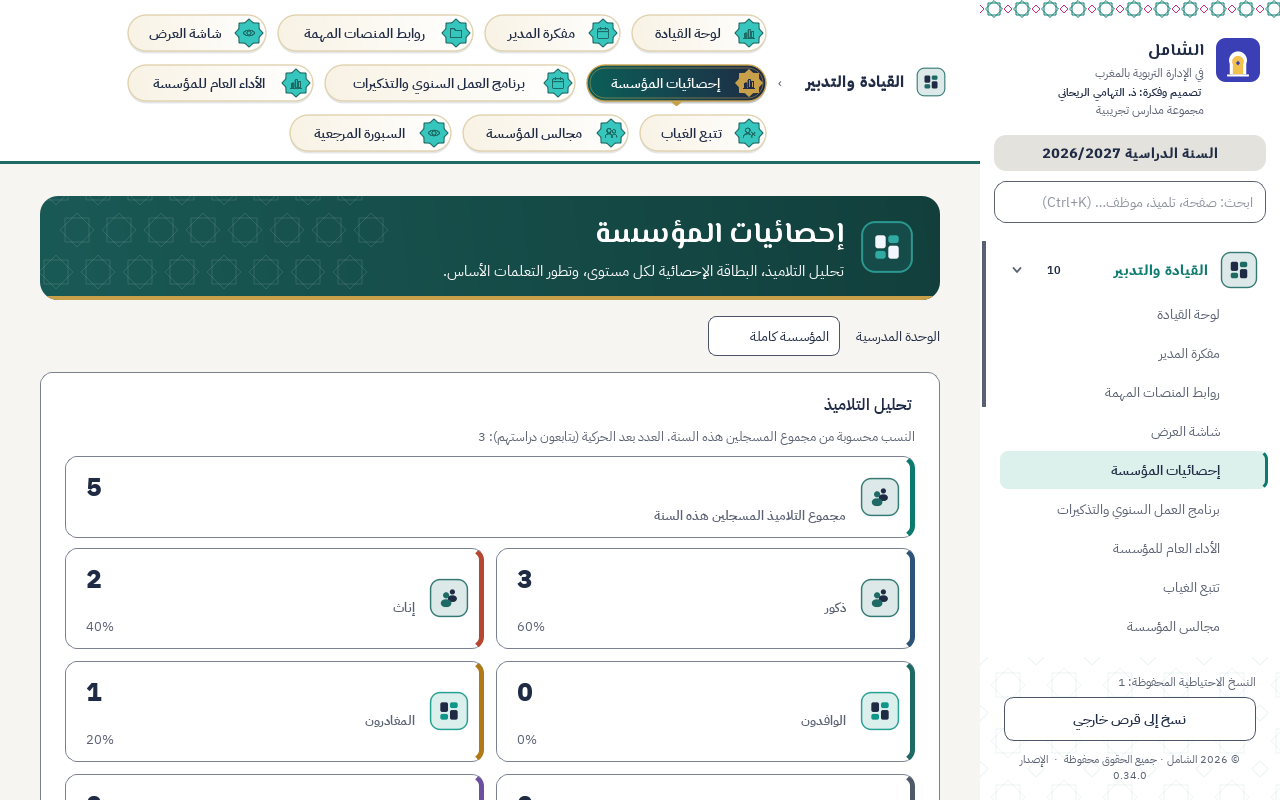 الشامل
في الإدارة التربوية بالمغرب
تصميم وفكرة: ذ. التهامي الريحاني
مجموعة مدارس تجريبية
السنة الدراسية 2026/2027
ابحث: صفحة، تلميذ، موظف... (Ctrl+K)
القيادة والتدبير 10
لوحة القيادة
مفكرة المدير
روابط المنصات المهمة
شاشة العرض
إحصائيات المؤسسة
برنامج العمل السنوي والتذكيرات
الأداء العام للمؤسسة
تتبع الغياب
مجالس المؤسسة
النسخ الاحتياطية المحفوظة: 1
نسخ إلى قرص خارجي
© 2026 الشامل · جميع الحقوق محفوظة · الإصدار
0.34.0
القيادة والتدبير ›
لوحة القيادة مفكرة المدير روابط المنصات المهمة شاشة العرض
إحصائيات المؤسسة برنامج العمل السنوي والتذكيرات الأداء العام للمؤسسة
تتبع الغياب مجالس المؤسسة السبورة المرجعية
إحصائيات المؤسسة
تحليل التلاميذ، البطاقة الإحصائية لكل مستوى، وتطور التعلمات الأساس.
الوحدة المدرسية المؤسسة كاملة
تحليل التلاميذ
النسب محسوبة من مجموع المسجلين هذه السنة. العدد بعد الحركية (يتابعون دراستهم): 3
5
مجموع التلاميذ المسجلين هذه السنة
3
ذكور
60%
2
إناث
40%
0
الوافدون
0%
1
المغادرون
20%